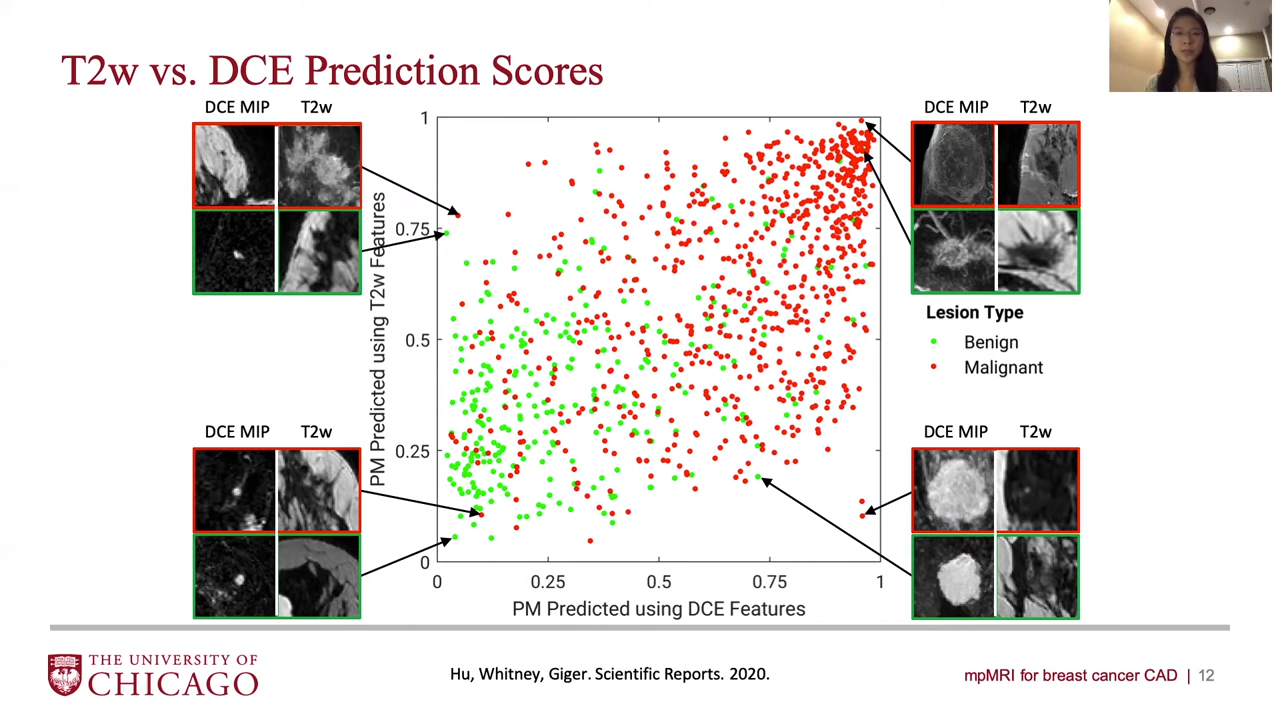 T2w vs. DCE Prediction Scores
DCE MIP T2w
DCE MIP T2w
1
0.75
0.5
0.25
0
0 0.25 0.5 0.75 1
PM Predicted using T2w Features
PM Predicted using DCE Features
Lesion Type
Benign
Malignant
DCE MIP T2w
DCE MIP T2w
THE UNIVERSITY OF
CHICAGO
Hu, Whitney, Giger. Scientific Reports. 2020.
mpMRI for breast cancer CAD | 12